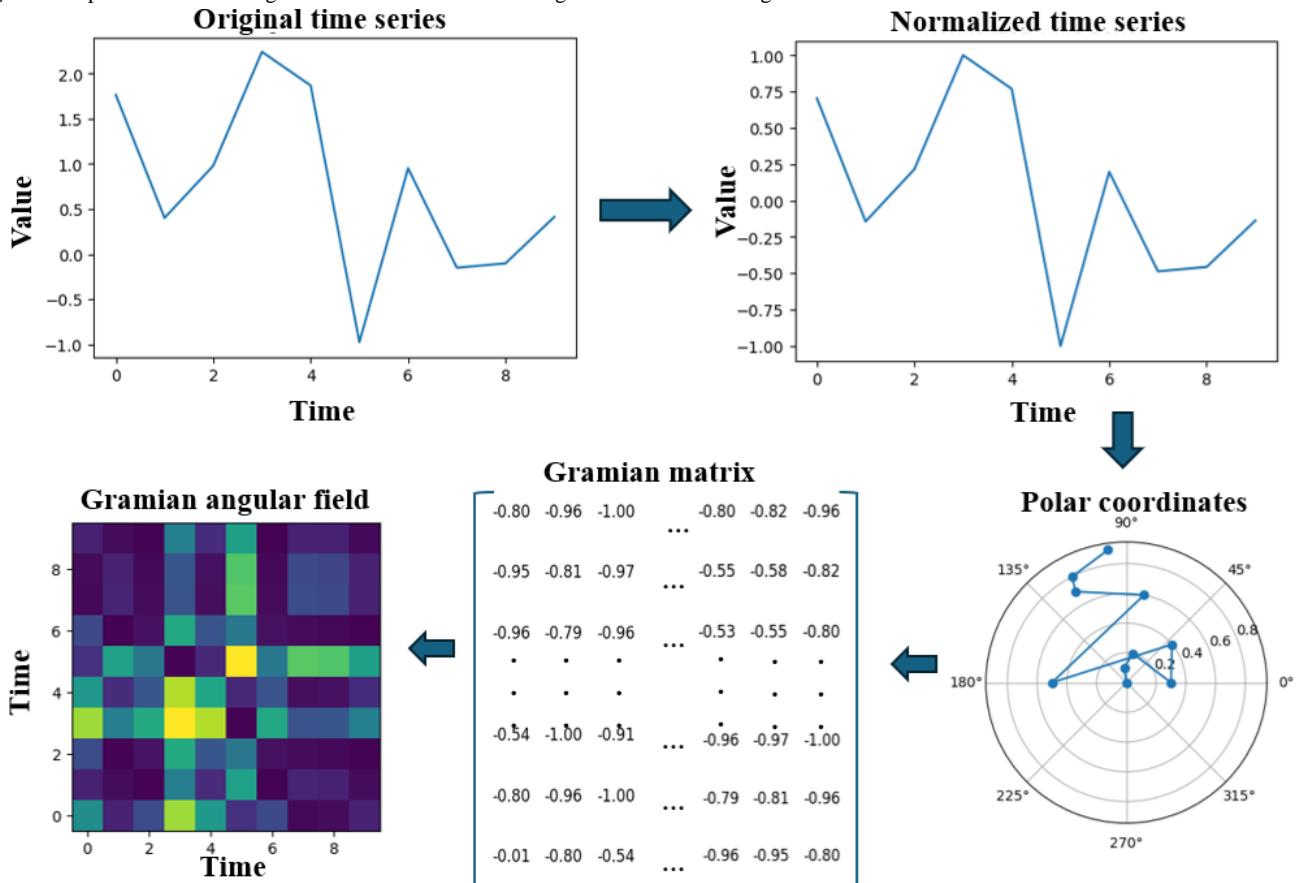 Original time series
2.0
1.5
1.0
0.5
0.0
−0.5
−1.0
Value
0 2 4 6 8
Time
Normalized time series
1.00
0.75
0.50
0.25
0.00
−0.25
−0.50
−0.75
−1.00
Value
0 2 4 6 8
Time
Polar coordinates
90°
135° 45°
0.8
0.6
0.4
0.2
180° 0°
225° 315°
270°
Gramian matrix
-0.80 -0.96 -1.00 ... -0.80 -0.82 -0.96
-0.95 -0.81 -0.97 ... -0.55 -0.58 -0.82
-0.96 -0.79 -0.96 ... -0.53 -0.55 -0.80
. . . . . .
. . . . . .
. . . . . .
-0.54 -1.00 -0.91 ... -0.96 -0.97 -1.00
-0.80 -0.96 -1.00 ... -0.79 -0.81 -0.96
-0.01 -0.80 -0.54 ... -0.96 -0.95 -0.80
Gramian angular field
8
6
4
2
0
Time
0 2 4 6 8
Time